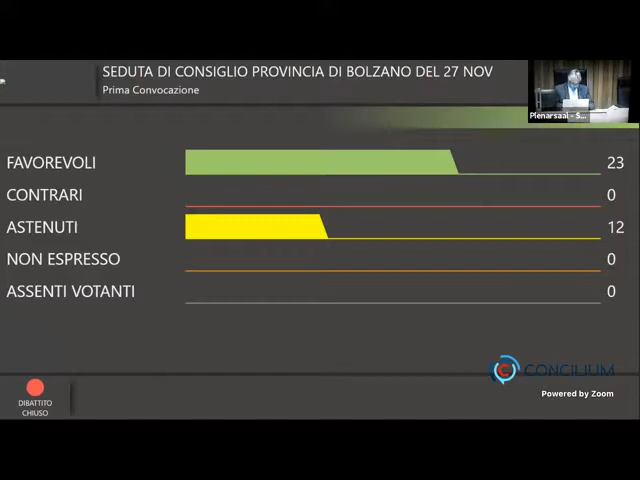 SEDUTA DI CONSIGLIO PROVINCIA DI BOLZANO DEL 27 NOV
Prima Convocazione
Plenarsaal - S...
FAVOREVOLI 23
CONTRARI 0
ASTENUTI 12
NON ESPRESSO 0
ASSENTI VOTANTI 0
CONCILIUM
Powered by Zoom
DIBATTITO
CHIUSO